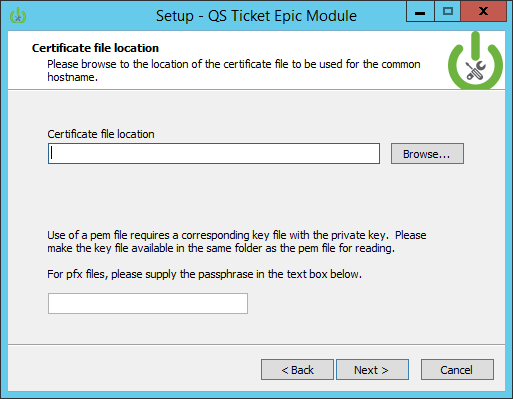 Setup - QS Ticket Epic Module
Certificate file location
Please browse to the location of the certificate file to be used for the common
hostname.
Certificate file location
Browse...
Use of a pem file requires a corresponding key file with the private key. Please
make the key file available in the same folder as the pem file for reading.
For pfx files, please supply the passphrase in the text box below.
< Back
Next >
Cancel